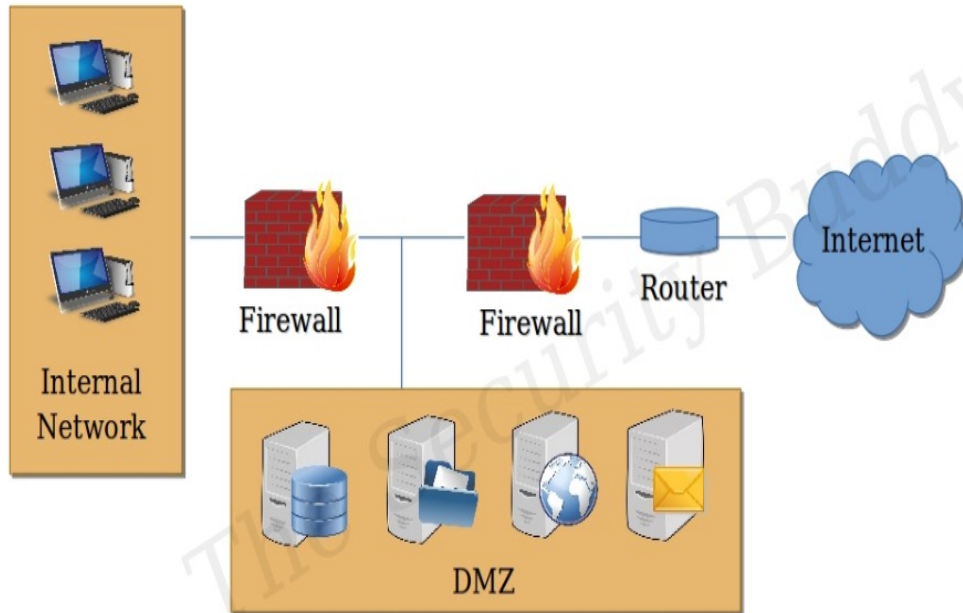 Internal
Network
Firewall
Firewall
Router
Internet
DMZ
The Security Buddy